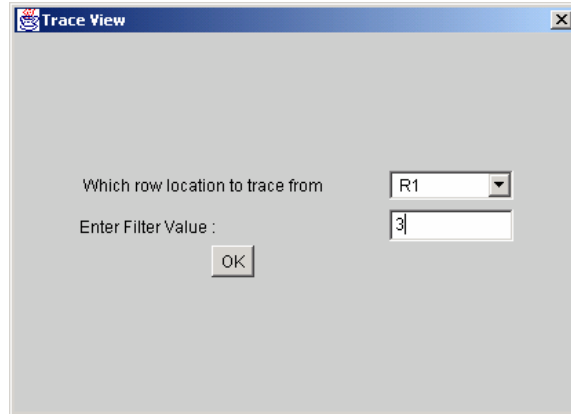 Trace View
Which row location to trace from R1
Enter Filter Value : 3
OK